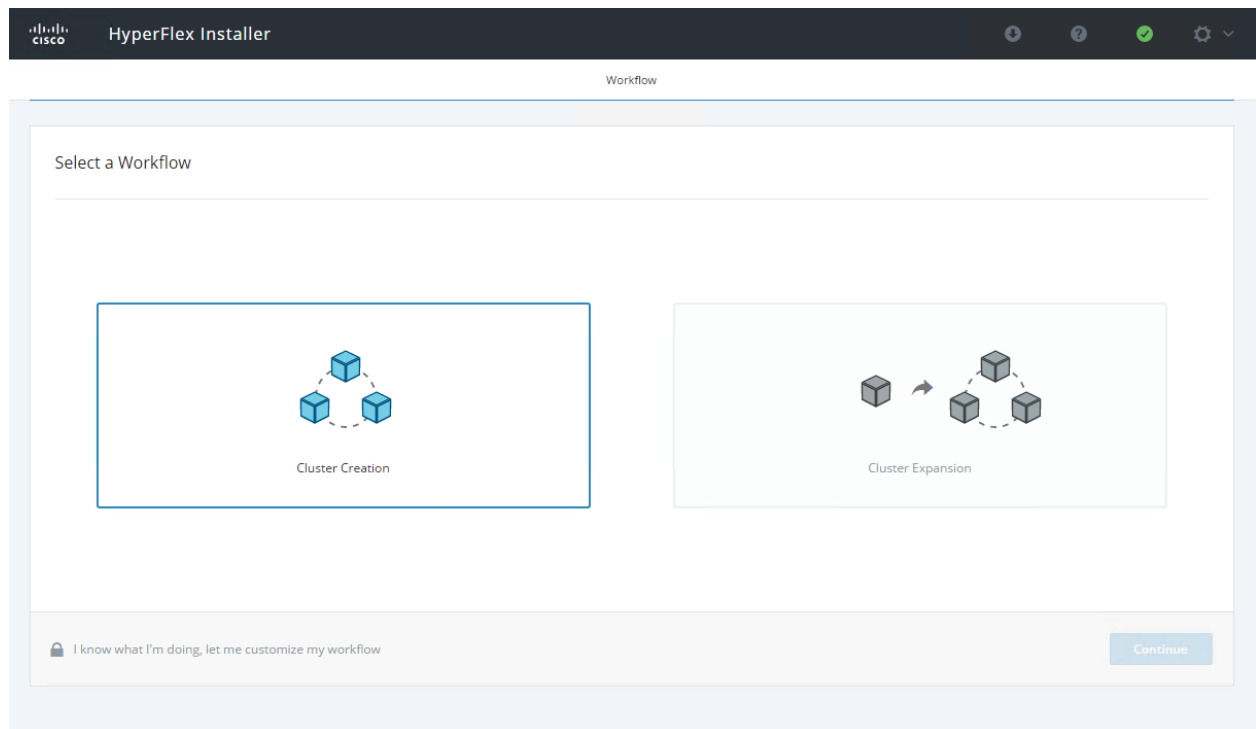 cisco
HyperFlex Installer
Workflow
Select a Workflow
Cluster Creation
Cluster Expansion
I know what I'm doing, let me customize my workflow
Continue